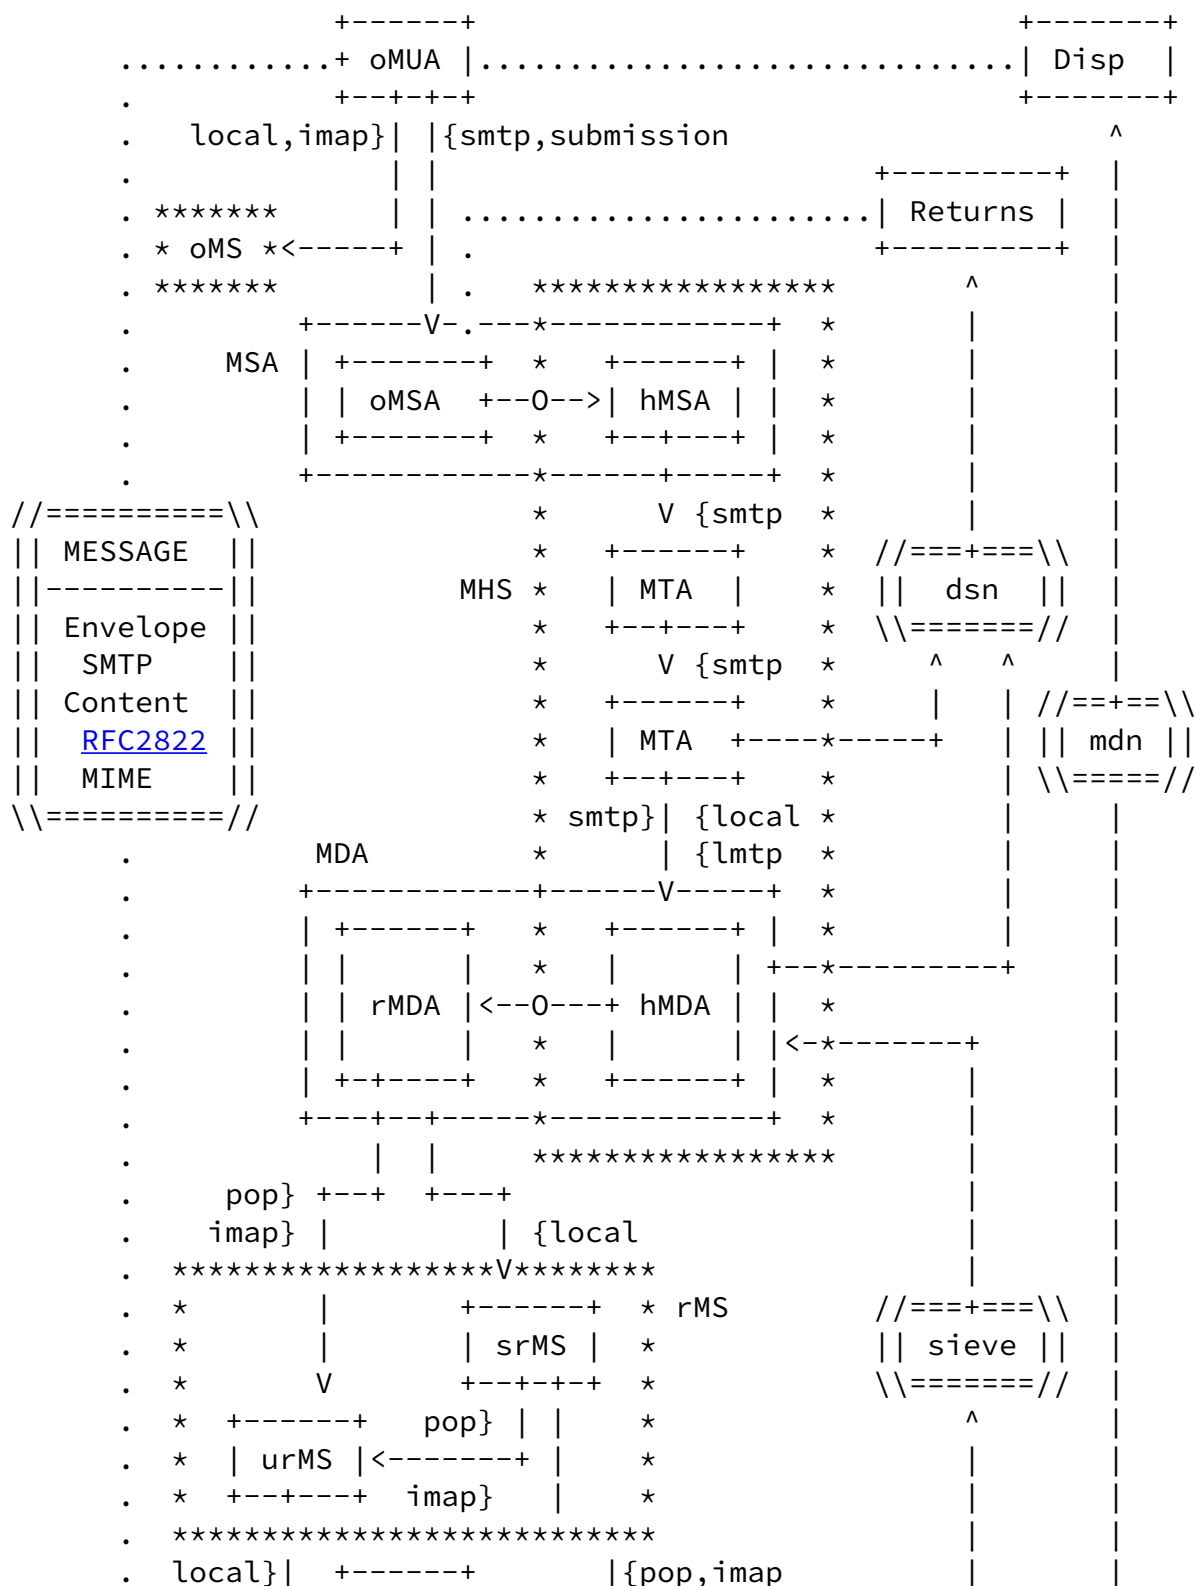 +------+                              +-------+
      ............+ oMUA |..............................| Disp  |
      .           +--+-+-+                              +-------+
      .   local,imap}| |{smtp,submission                     ^
      .              | |                        +---------+  |
      . *******      | | .......................| Returns |  |
      . * oMS *<-----+ | .                      +---------+  |
      . *******        | .   *****************       ^       |
      .         +------V-.---*------------+  *       |       |
      .     MSA | +-------+  *   +------+ |  *       |       |
      .         | | oMSA  +--O-->| hMSA | |  *       |       |
      .         | +-------+  *   +--+---+ |  *       |       |
      .         +------------*------+-----+  *       |       |
//==========\\               *      V {smtp  *       |       |
|| MESSAGE  ||               *   +------+    *  //===+===\\  |
||----------||           MHS *   | MTA  |    *  ||  dsn  ||  |
|| Envelope ||               *   +--+---+    *  \\=======//  |
||  SMTP    ||               *      V {smtp  *     ^   ^     |
|| Content  ||               *   +------+    *     |   | //==+==\\
||  RFC2822 ||               *   | MTA  +----*-----+   | || mdn ||
||  MIME    ||               *   +--+---+    *         | \\=====//
\\==========//               * smtp}| {local *         |     |
      .          MDA         *      | {lmtp  *         |     |
      .         +------------+------V-----+  *         |     |
      .         | +------+   *   +------+ |  *         |     |
      .         | |      |   *   |      | +--*---------+     |
      .         | | rMDA |<--O---+ hMDA | |  *               |
      .         | |      |   *   |      | |<-*-------+       |
      .         | +-+----+   *   +------+ |  *       |       |
      .         +---+--+-----*------------+  *       |       |
      .             |  |     *****************       |       |
      .     pop} +--+  +---+                         |       |
      .    imap} |         | {local                  |       |
      .  ******************V********                 |       |
      .  *       |       +------+  * rMS        //===+===\\  |
      .  *       |       | srMS |  *            || sieve ||  |
      .  *       V       +--+-+-+  *            \\=======//  |
      .  *  +------+   pop} | |    *                 ^       |
      .  *  | urMS |<-------+ |    *                 |       |
      .  *  +--+---+  imap}   |    *                 |       |
      .  ***************************                 |       |
      .  local}|  +------+       |{pop,imap          |       |